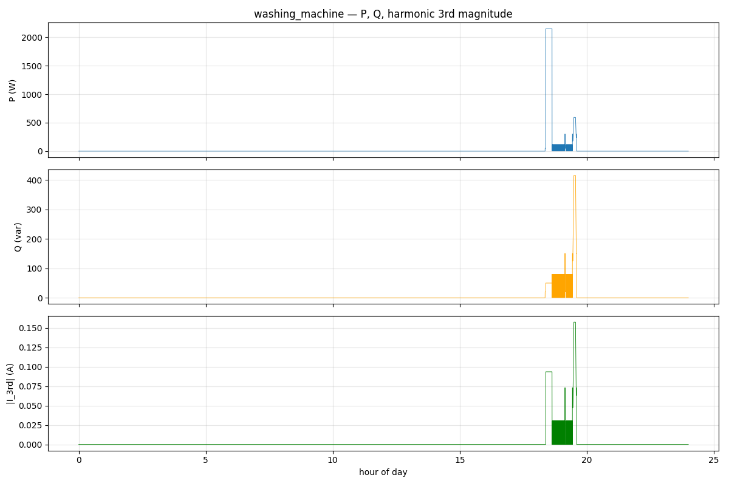 washing_machine — P, Q, harmonic 3rd magnitude
2000
1500
1000
500
0
P (W)
400
300
200
100
0
Q (var)
0.150
0.125
0.100
0.075
0.050
0.025
0.000
|I_3rd| (A)
0 5 10 15 20 25
hour of day